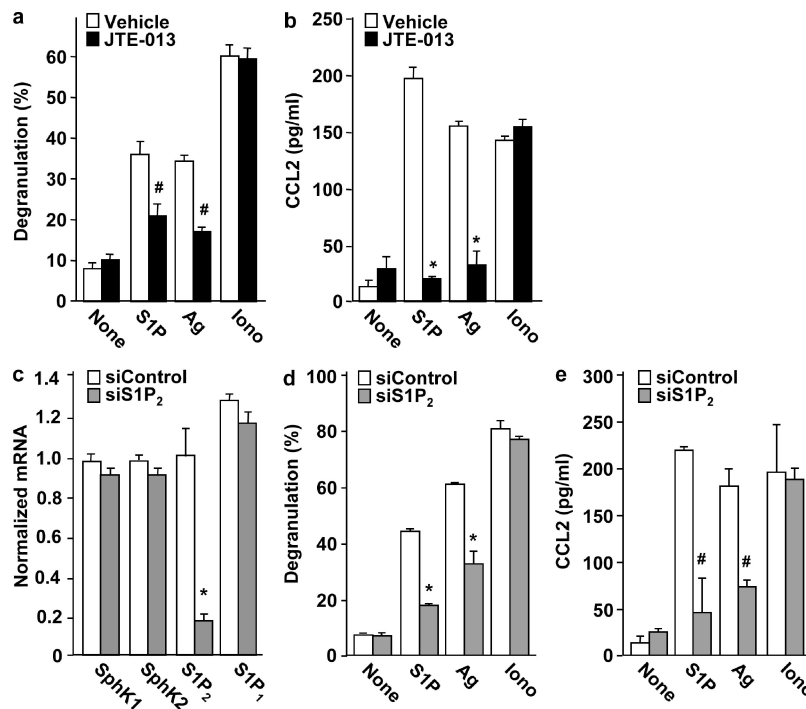 a
Vehicle
JTE-013
Degranulation (%)
60
50
40
30
20
10
0
#
#
None
S1P
Ag
Iono
b
Vehicle
JTE-013
CCL2 (pg/ml)
250
200
150
100
50
0
*
*
None
S1P
Ag
Iono
c
siControl
siS1P₂
Normalized mRNA
1.4
1.2
1.0
0.8
0.6
0.4
0.2
0
*
SphK1
SphK2
S1P₂
S1P₁
d
siControl
siS1P₂
Degranulation (%)
100
80
60
40
20
0
*
*
None
S1P
Ag
Iono
e
siControl
siS1P₂
CCL2 (pg/ml)
300
250
200
150
100
50
0
#
#
None
S1P
Ag
Iono